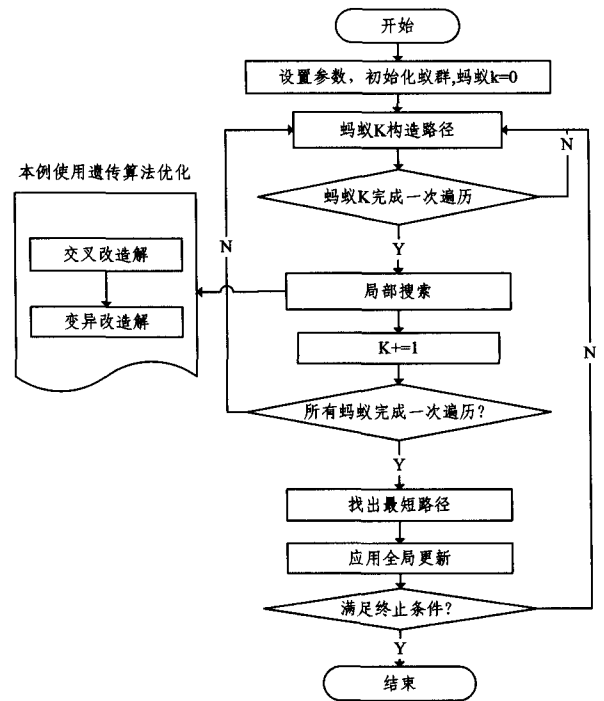 开始
设置参数，初始化蚁群,蚂蚁k=0
蚂蚁K构造路径
N
本例使用遗传算法优化
蚂蚁K完成一次遍历
交叉改造解
N
Y
局部搜索
变异改造解
K+=1
N
所有蚂蚁完成一次遍历?
Y
找出最短路径
应用全局更新
满足终止条件?
Y
结束